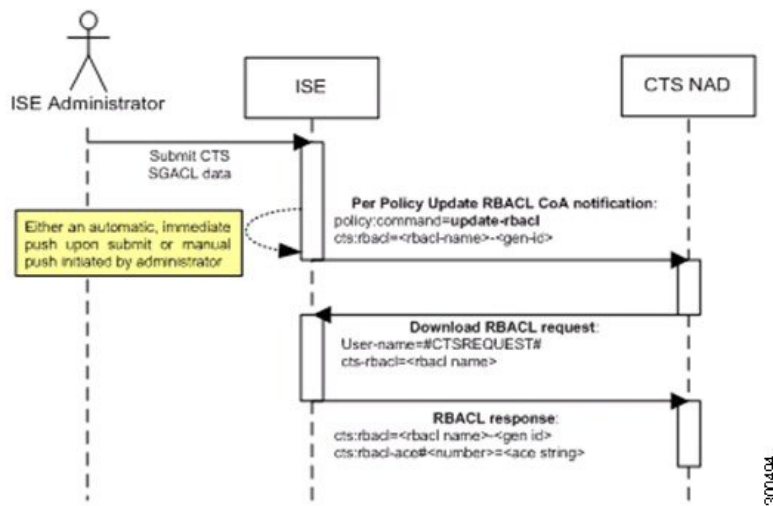 ISE Administrator
ISE
CTS NAD
Submit CTS
SGACL data
Either an automatic, immediate
push upon submit or manual
push initiated by administrator
Per Policy Update RBACL CoA notification:
policy:command=update-rbacl
cts:rbacl=<rbacl-name>-<gen-id>
Download RBACL request:
User-name=#CTSREQUEST#
cts-rbacl=<rbacl name>
RBACL response:
cts:rbacl=<rbacl name>-<gen id>
cts:rbacl-ace#<number>=<ace string>
300494